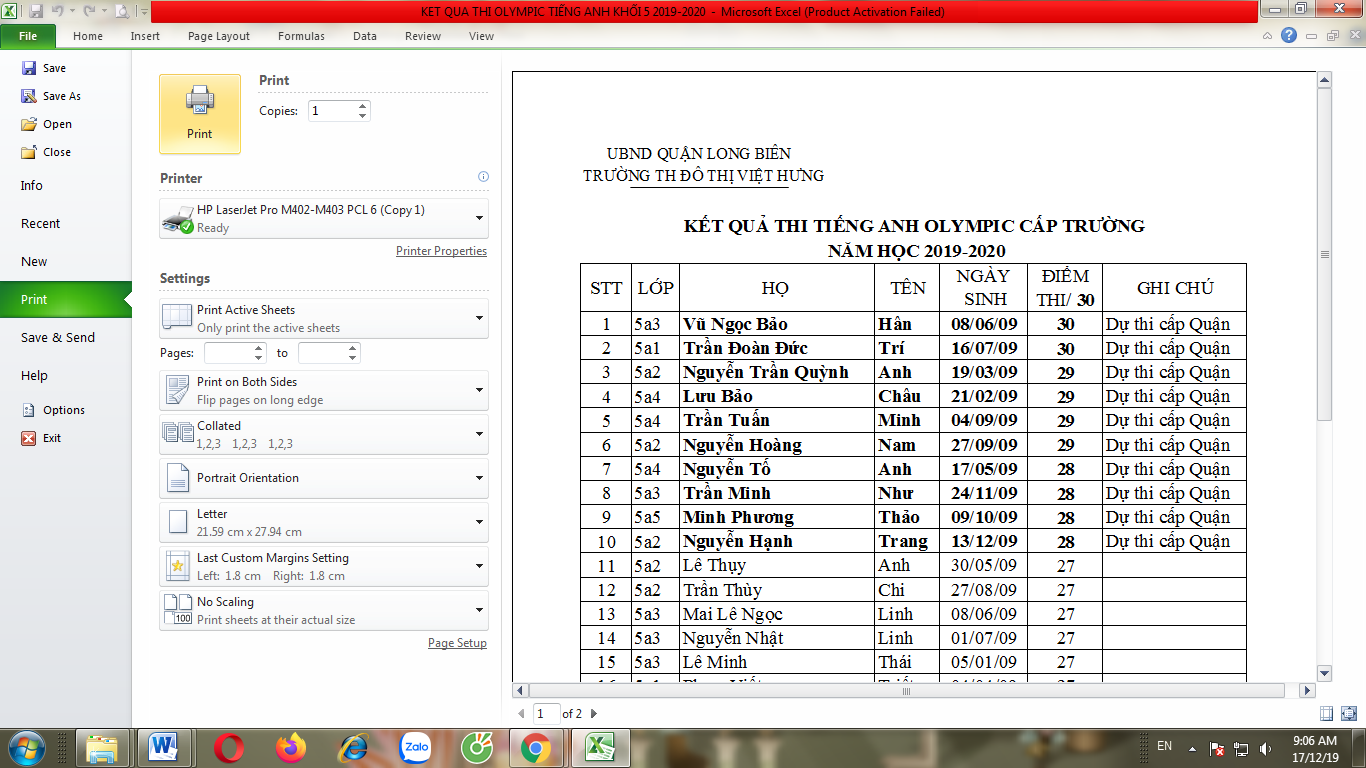 KET QUA THI OLYMPIC TIẾNG ANH KHỐI 5 2019-2020 - Microsoft Excel (Product Activation Failed)
File Home Insert Page Layout Formulas Data Review View
Save
Save As
Open
Close
Info
Recent
New
Print
Save & Send
Help
Options
Exit
Print
Print
Copies: 1
Printer
HP LaserJet Pro M402-M403 PCL 6 (Copy 1)
Ready
Printer Properties
Settings
Print Active Sheets
Only print the active sheets
Pages: to
Print on Both Sides
Flip pages on long edge
Collated
1,2,3 1,2,3 1,2,3
Portrait Orientation
Letter
21.59 cm x 27.94 cm
Last Custom Margins Setting
Left: 1.8 cm Right: 1.8 cm
No Scaling
100
Print sheets at their actual size
Page Setup
UBND QUẬN LONG BIÊN
TRƯỜNG TH ĐÔ THỊ VIỆT HƯNG
KẾT QUẢ THI TIẾNG ANH OLYMPIC CẤP TRƯỜNG
NĂM HỌC 2019-2020
STT LỚP HỌ TÊN NGÀY SINH ĐIỂM THI/ 30 GHI CHÚ
1 5a3 Vũ Ngọc Bảo Hân 08/06/09 30 Dự thi cấp Quận
2 5a1 Trần Đoàn Đức Trí 16/07/09 30 Dự thi cấp Quận
3 5a2 Nguyễn Trần Quỳnh Anh 19/03/09 29 Dự thi cấp Quận
4 5a4 Lưu Bảo Châu 21/02/09 29 Dự thi cấp Quận
5 5a4 Trần Tuấn Minh 04/09/09 29 Dự thi cấp Quận
6 5a2 Nguyễn Hoàng Nam 27/09/09 29 Dự thi cấp Quận
7 5a4 Nguyễn Tố Anh 17/05/09 28 Dự thi cấp Quận
8 5a3 Trần Minh Như 24/11/09 28 Dự thi cấp Quận
9 5a5 Minh Phương Thảo 09/10/09 28 Dự thi cấp Quận
10 5a2 Nguyễn Hạnh Trang 13/12/09 28 Dự thi cấp Quận
11 5a2 Lê Thụy Anh 30/05/09 27
12 5a2 Trần Thùy Chi 27/08/09 27
13 5a3 Mai Lê Ngọc Linh 08/06/09 27
14 5a3 Nguyễn Nhật Linh 01/07/09 27
15 5a3 Lê Minh Thái 05/01/09 27
1 of 2
Zalo
EN
9:06 AM
17/12/19